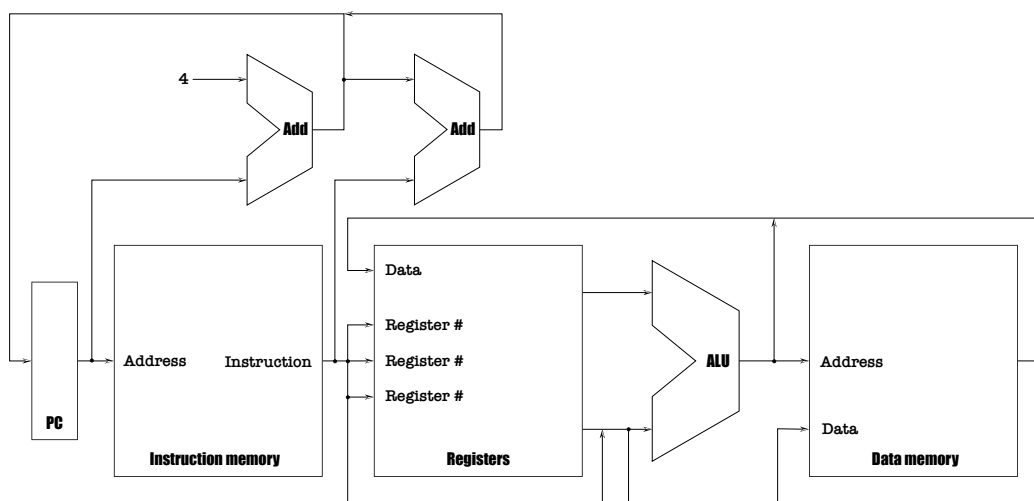 4
Add
Add
Data
Register #
Address
Instruction
Register #
ALU
Address
Register #
PC
Data
Instruction memory
Registers
Data memory